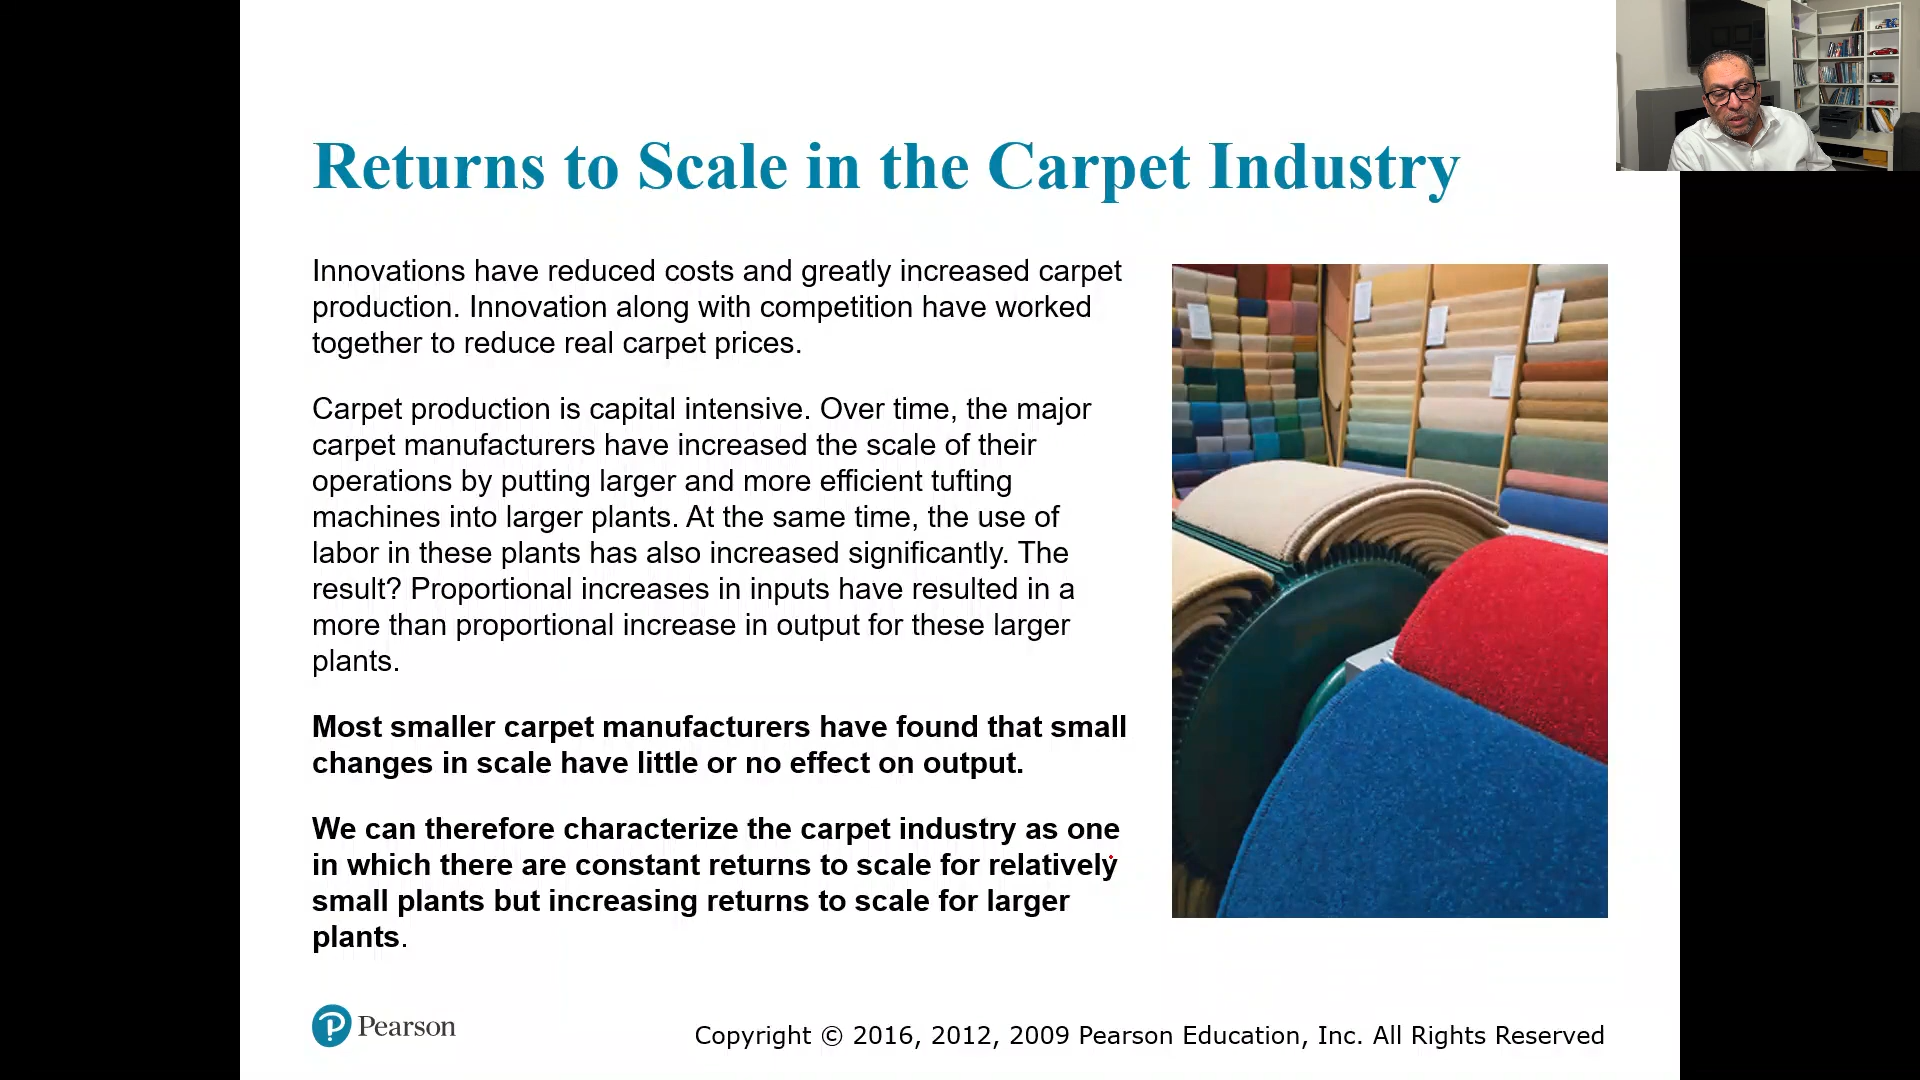 Returns to Scale in the Carpet Industry
Innovations have reduced costs and greatly increased carpet
production. Innovation along with competition have worked
together to reduce real carpet prices.
Carpet production is capital intensive. Over time, the major
carpet manufacturers have increased the scale of their
operations by putting larger and more efficient tufting
machines into larger plants. At the same time, the use of
labor in these plants has also increased significantly. The
result? Proportional increases in inputs have resulted in a
more than proportional increase in output for these larger
plants.
Most smaller carpet manufacturers have found that small
changes in scale have little or no effect on output.
We can therefore characterize the carpet industry as one
in which there are constant returns to scale for relatively
small plants but increasing returns to scale for larger
plants.
Pearson
Copyright © 2016, 2012, 2009 Pearson Education, Inc. All Rights Reserved